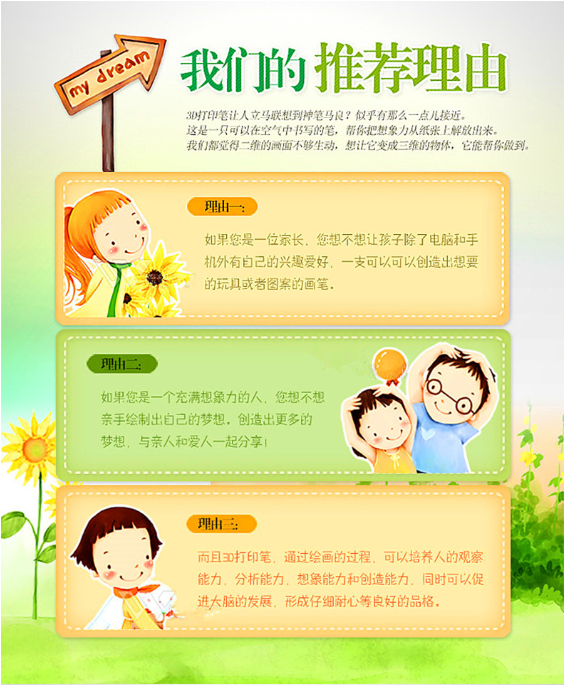 my dream
我们的推荐理由
3D打印笔让人立马联想到神笔马良？似乎有那么一点儿接近。
这是一只可以在空气中书写的笔，帮你把想象力从纸张上解放出来。
我们都觉得二维的画面不够生动，想让它变成三维的物体，它能帮你做到。
理由一：
如果您是一位家长，您想不想让孩子除了电脑和手
机外有自己的兴趣爱好，一支可以可以创造出想要
的玩具或者图案的画笔。
理由二：
如果您是一个充满想象力的人，您想不想
亲手绘制出自己的梦想。创造出更多的
梦想，与亲人和爱人一起分享！
理由三：
而且3D打印笔，通过绘画的过程，可以培养人的观察
能力，分析能力，想象能力和创造能力，同时可以促
进大脑的发展，形成仔细耐心等良好的品格。